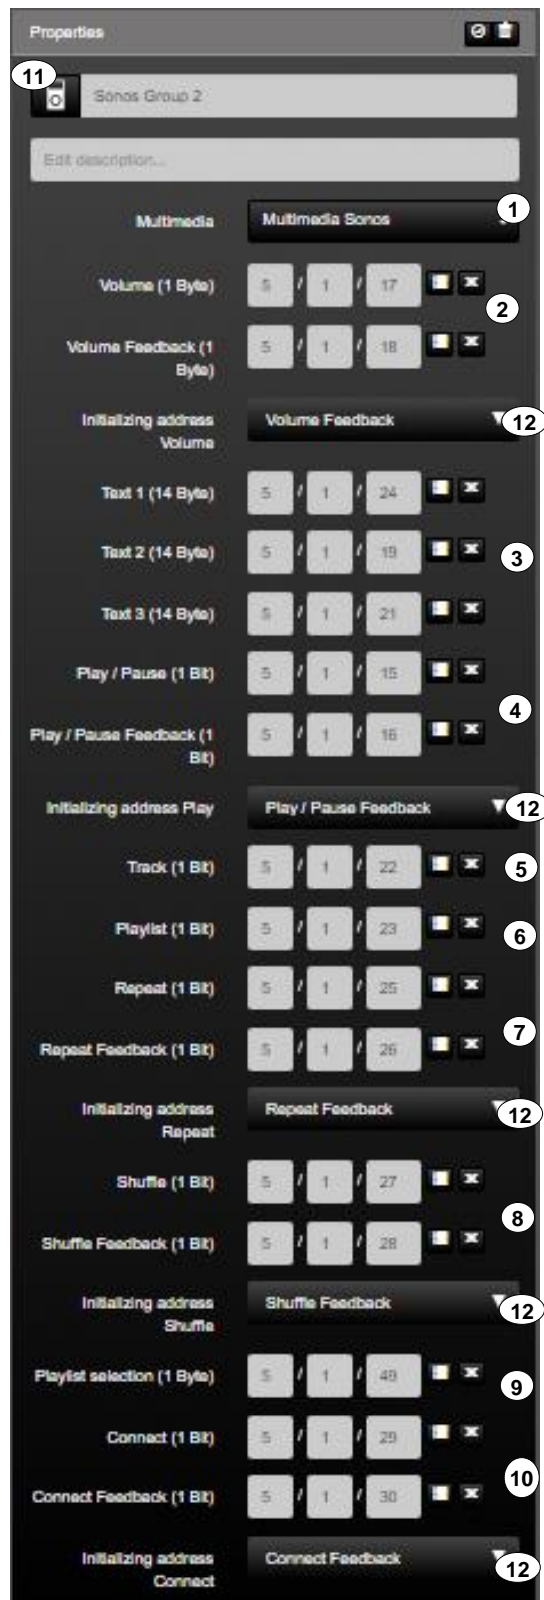 Properties
11
Sonos Group 2
Edit description...
Multimedia Multimedia Sonos 1
Volume (1 Byte) 5 / 1 / 17
2
Volume Feedback (1 5 / 1 / 18
Byte)
Initializing address Volume Feedback 12
Volume
Text 1 (14 Byte) 5 / 1 / 24
Text 2 (14 Byte) 5 / 1 / 19 3
Text 3 (14 Byte) 5 / 1 / 21
Play / Pause (1 Bit) 5 / 1 / 15
4
Play / Pause Feedback (1 5 / 1 / 16
Bit)
Initializing address Play Play / Pause Feedback 12
Track (1 Bit) 5 / 1 / 22 5
Playlist (1 Bit) 5 / 1 / 23 6
Repeat (1 Bit) 5 / 1 / 25
7
Repeat Feedback (1 Bit) 5 / 1 / 26
Initializing address Repeat Feedback 12
Repeat
Shuffle (1 Bit) 5 / 1 / 27
8
Shuffle Feedback (1 Bit) 5 / 1 / 28
Initializing address Shuffle Feedback 12
Shuffle
Playlist selection (1 Byte) 5 / 1 / 49 9
Connect (1 Bit) 5 / 1 / 29
10
Connect Feedback (1 Bit) 5 / 1 / 30
Initializing address Connect Feedback 12
Connect